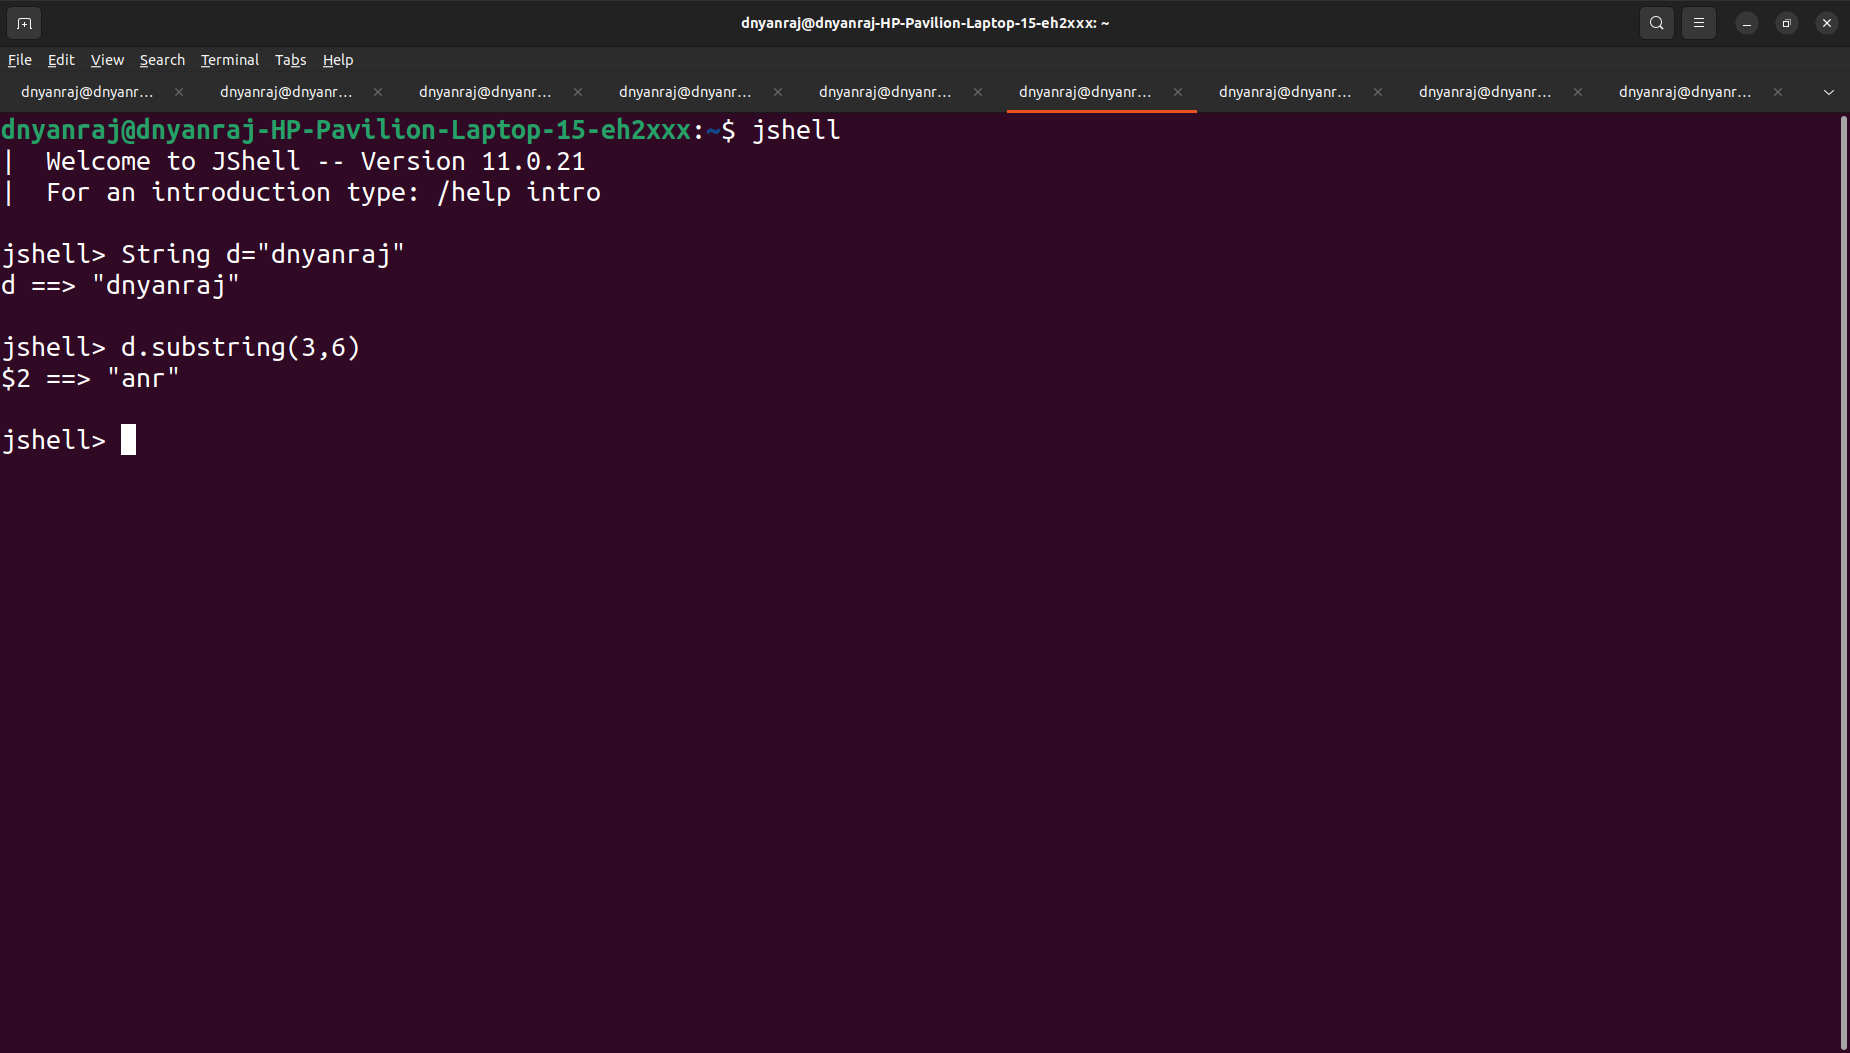 dnyanraj@dnyanraj-HP-Pavilion-Laptop-15-eh2xxx: ~
File Edit View Search Terminal Tabs Help
dnyanraj@dnyanr... dnyanraj@dnyanr... dnyanraj@dnyanr... dnyanraj@dnyanr... dnyanraj@dnyanr... dnyanraj@dnyanr... dnyanraj@dnyanr... dnyanraj@dnyanr... dnyanraj@dnyanr...
dnyanraj@dnyanraj-HP-Pavilion-Laptop-15-eh2xxx:~$ jshell
|  Welcome to JShell -- Version 11.0.21
|  For an introduction type: /help intro
jshell> String d="dnyanraj"
d ==> "dnyanraj"
jshell> d.substring(3,6)
$2 ==> "anr"
jshell>